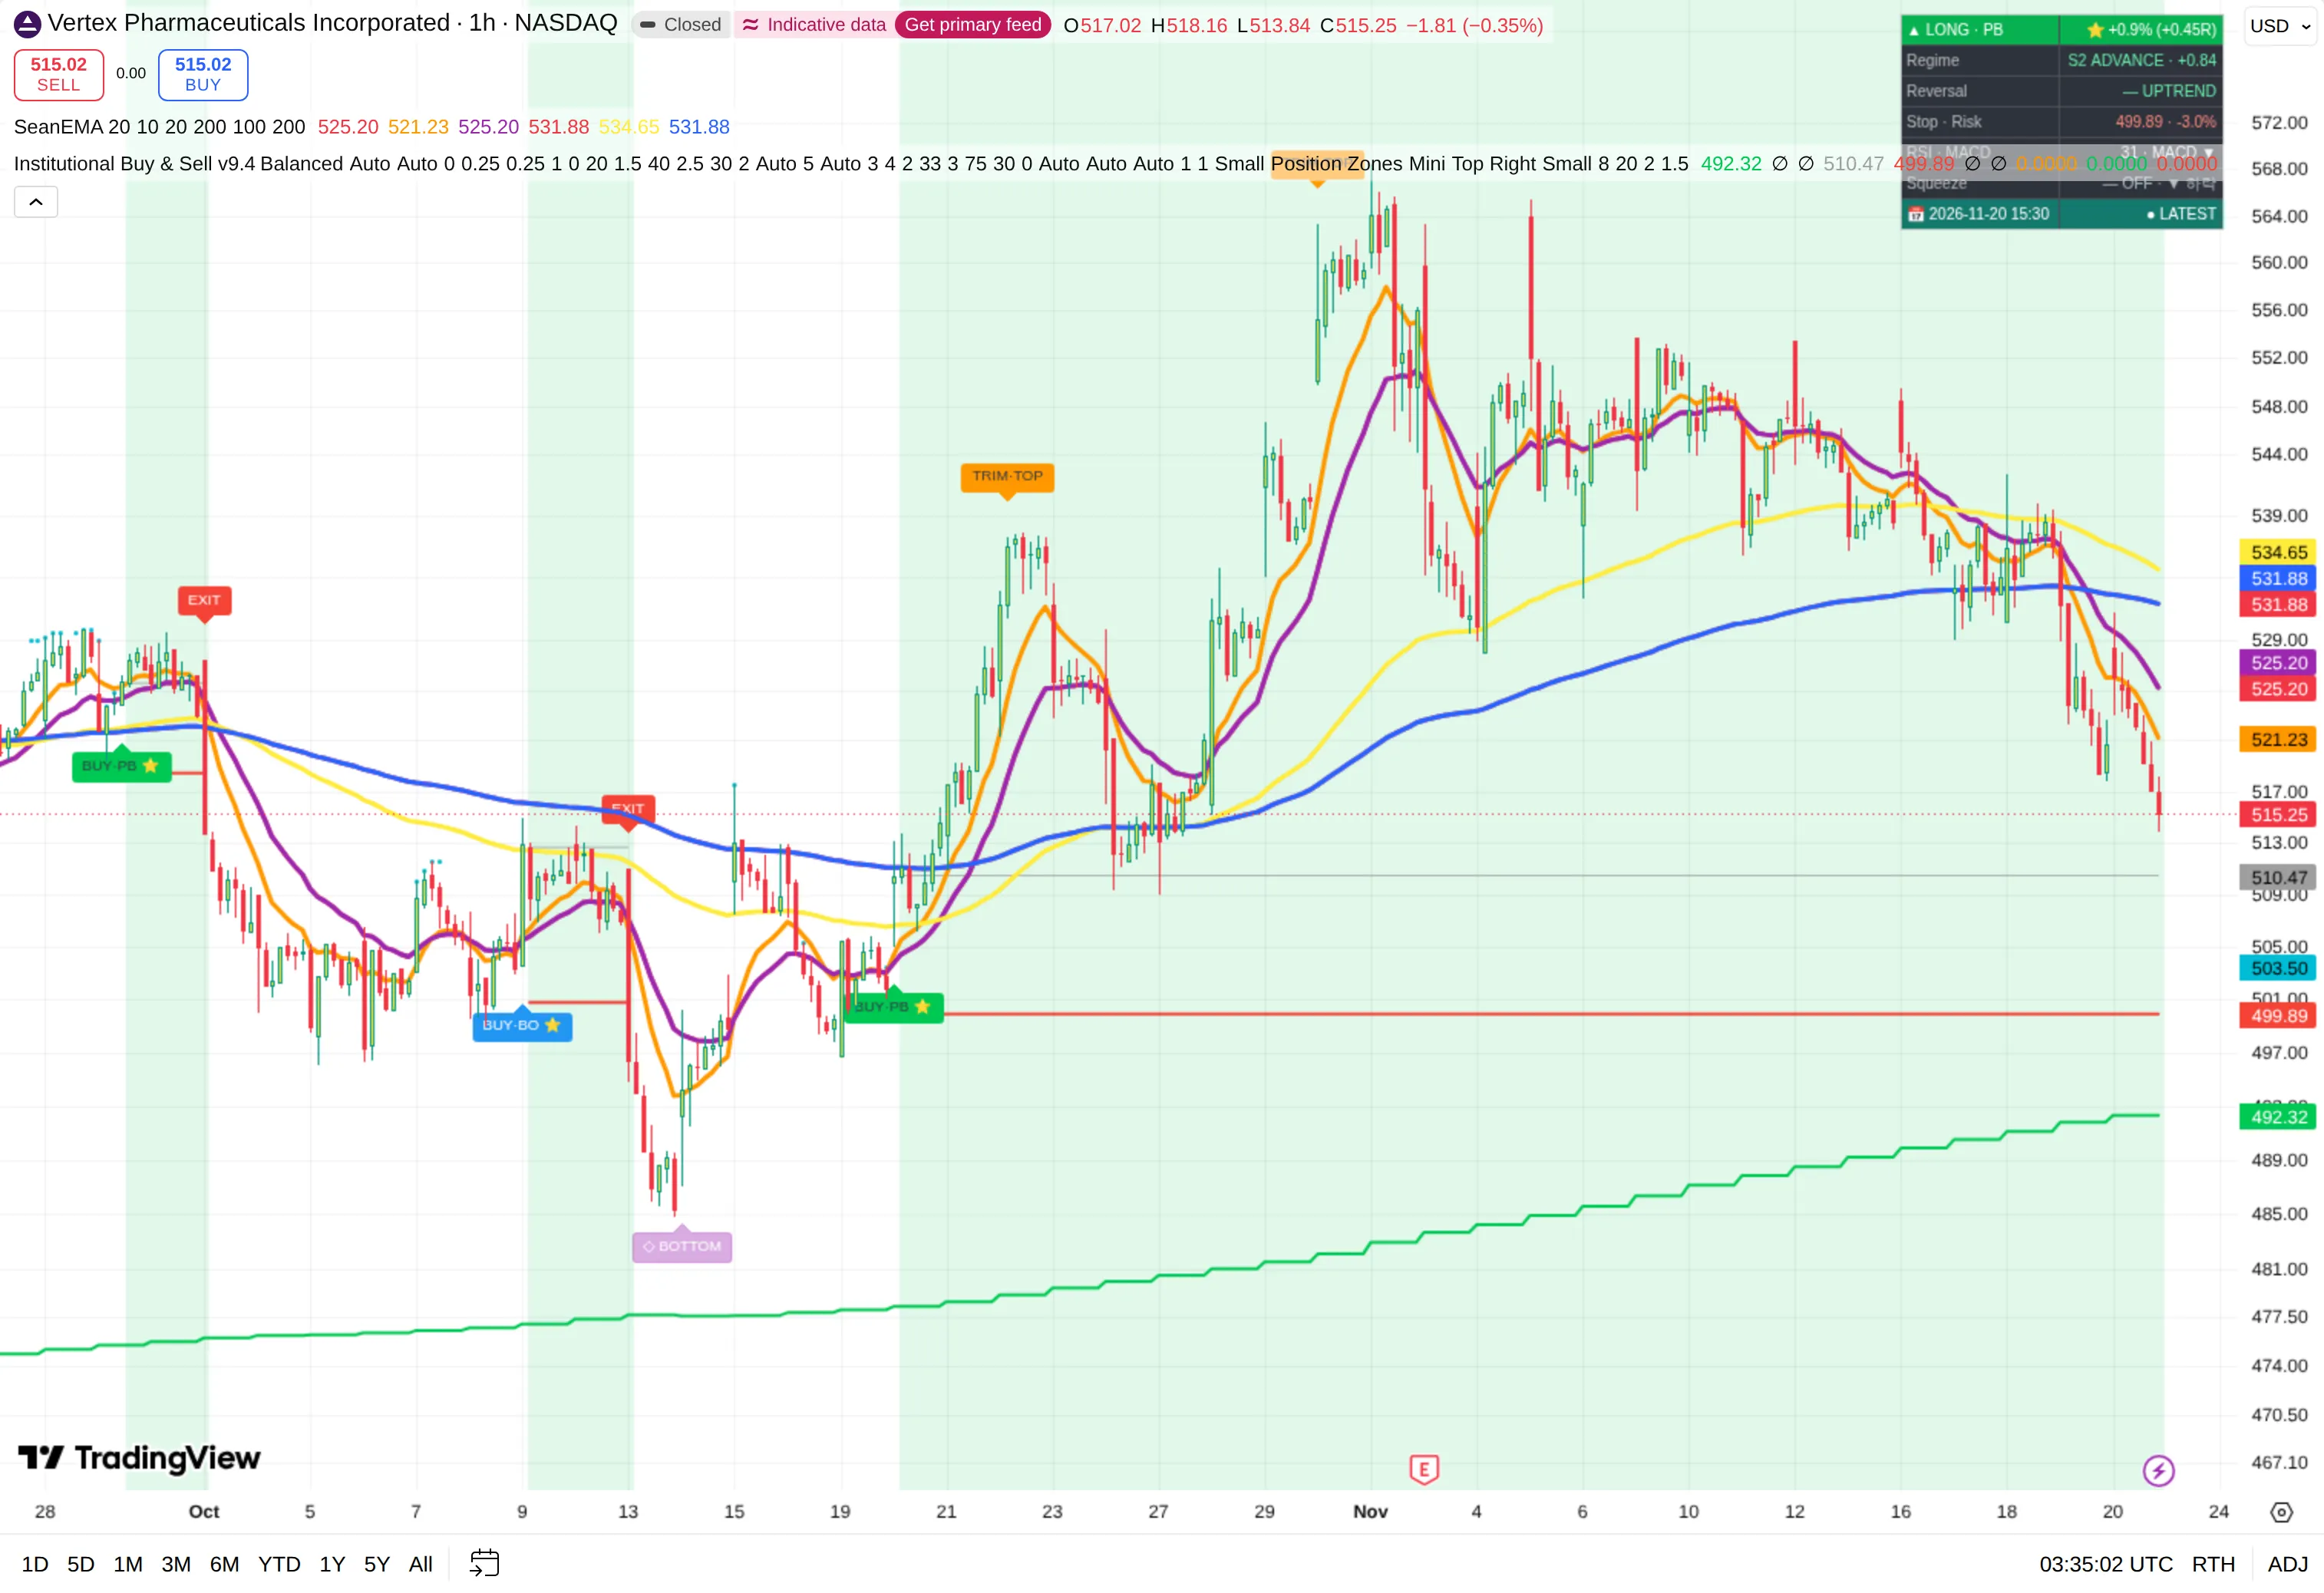 Vertex Pharmaceuticals Incorporated · 1h · NASDAQ Closed Indicative data Get primary feed O517.02 H518.16 L513.84 C515.25 −1.81 (−0.35%)
515.02 SELL 0.00 515.02 BUY
SeanEMA 20 10 20 200 100 200 525.20 521.23 525.20 531.88 534.65 531.88
Institutional Buy & Sell v9.4 Balanced Auto Auto 0 0.25 0.25 1 0 20 1.5 40 2.5 30 2 Auto 5 Auto 3 4 2 33 3 75 30 0 Auto Auto Auto 1 1 Small Position Zones Mini Top Right Small 8 20 2 1.5 492.32 ∅ ∅ 510.47 499.89 ∅ ∅ 0.0000 0.0000 0.0000
▲ LONG · PB ⭐ +0.9% (+0.45R)
Regime S2 ADVANCE · +0.84
Reversal — UPTREND
Stop · Risk 499.89 · -3.0%
RSI · MACD 31 · MACD ▼
Squeeze — OFF · ▼ 하락
📅 2026-11-20 15:30 ● LATEST
USD
572.00
568.00
564.00
560.00
556.00
552.00
548.00
544.00
539.00
534.65
531.88
531.88
529.00
525.20
525.20
521.23
517.00
515.25
513.00
510.47
509.00
505.00
503.50
501.00
499.89
497.00
492.32
489.00
485.00
481.00
477.50
474.00
470.50
467.10
TRIM-TOP
EXIT
BUY-PB ⭐
EXIT
BUY-BO ⭐
BUY-PB ⭐
◇ BOTTOM
TradingView
E
28 Oct 5 7 9 13 15 19 21 23 27 29 Nov 4 6 10 12 16 18 20 24
1D 5D 1M 3M 6M YTD 1Y 5Y All 03:35:02 UTC RTH ADJ